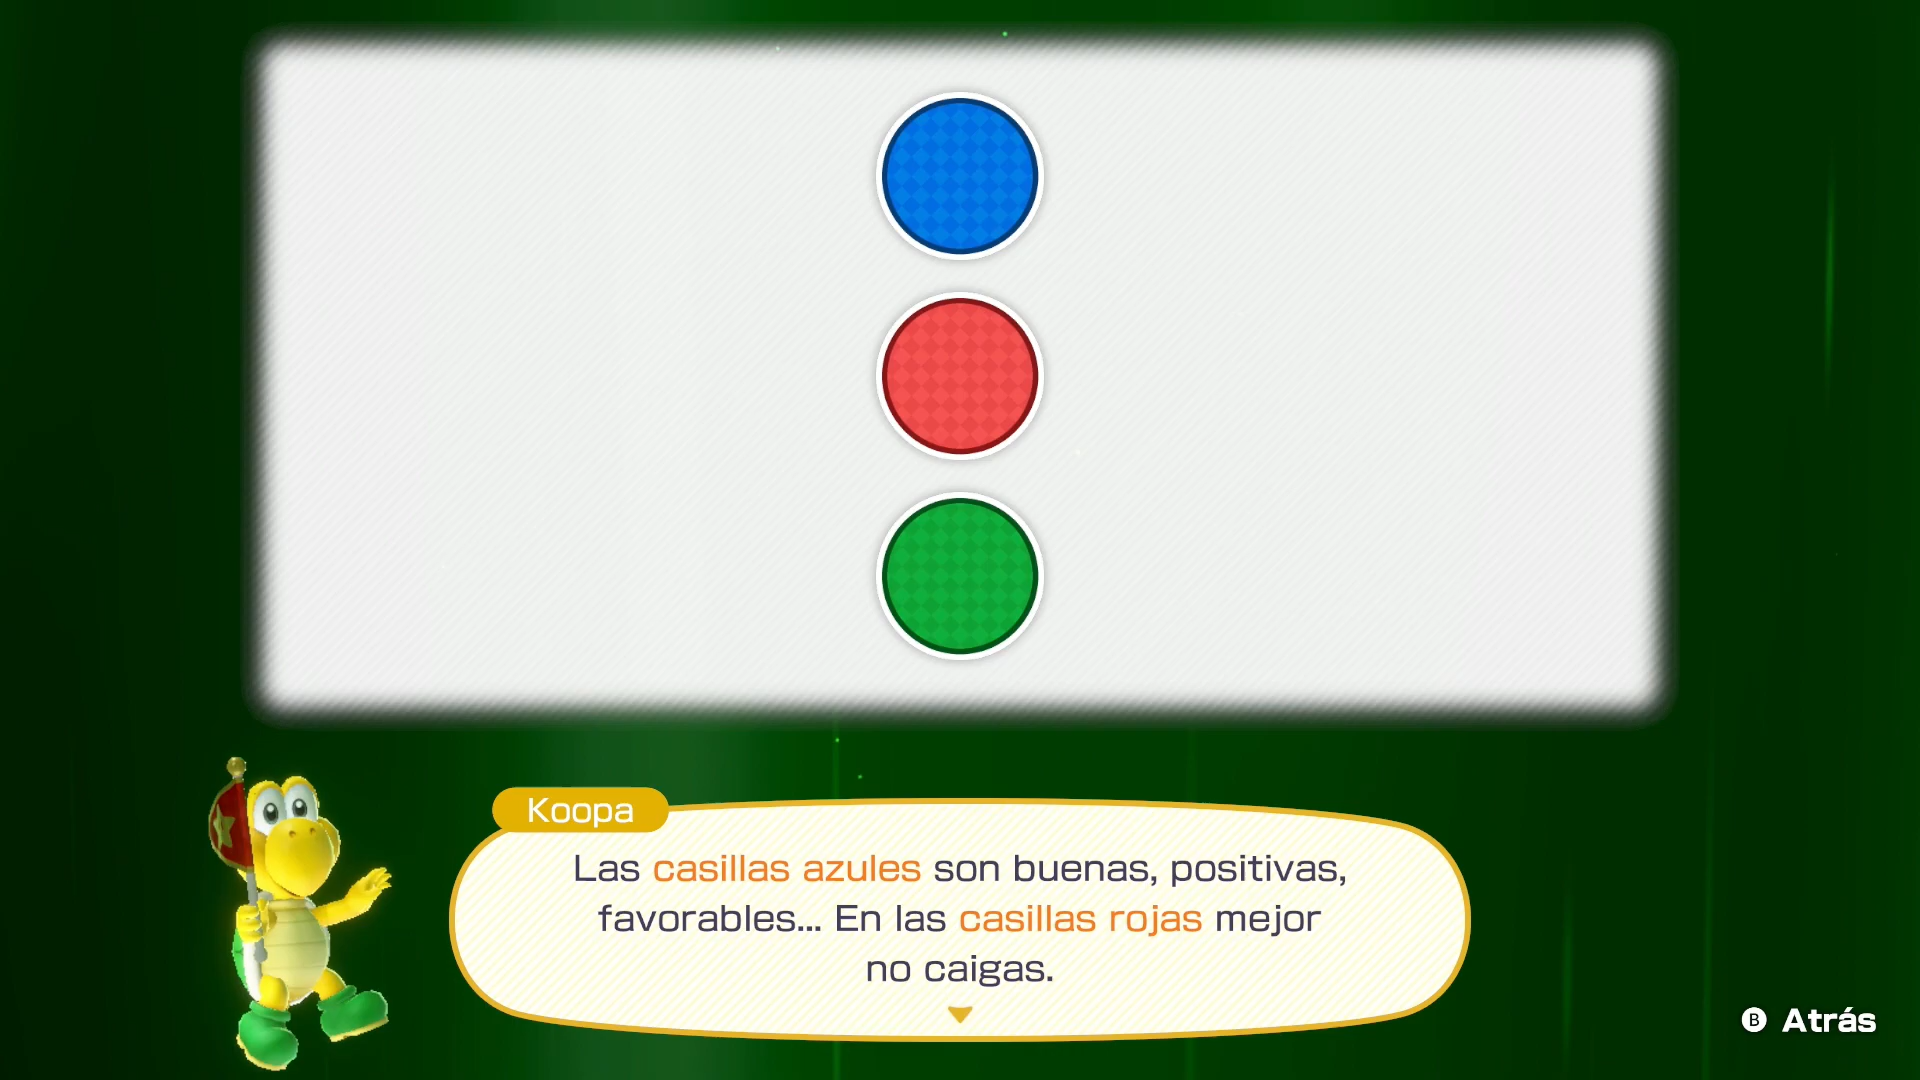 Koopa
Las casillas azules son buenas, positivas,
favorables... En las casillas rojas mejor
no caigas.
B Atrás